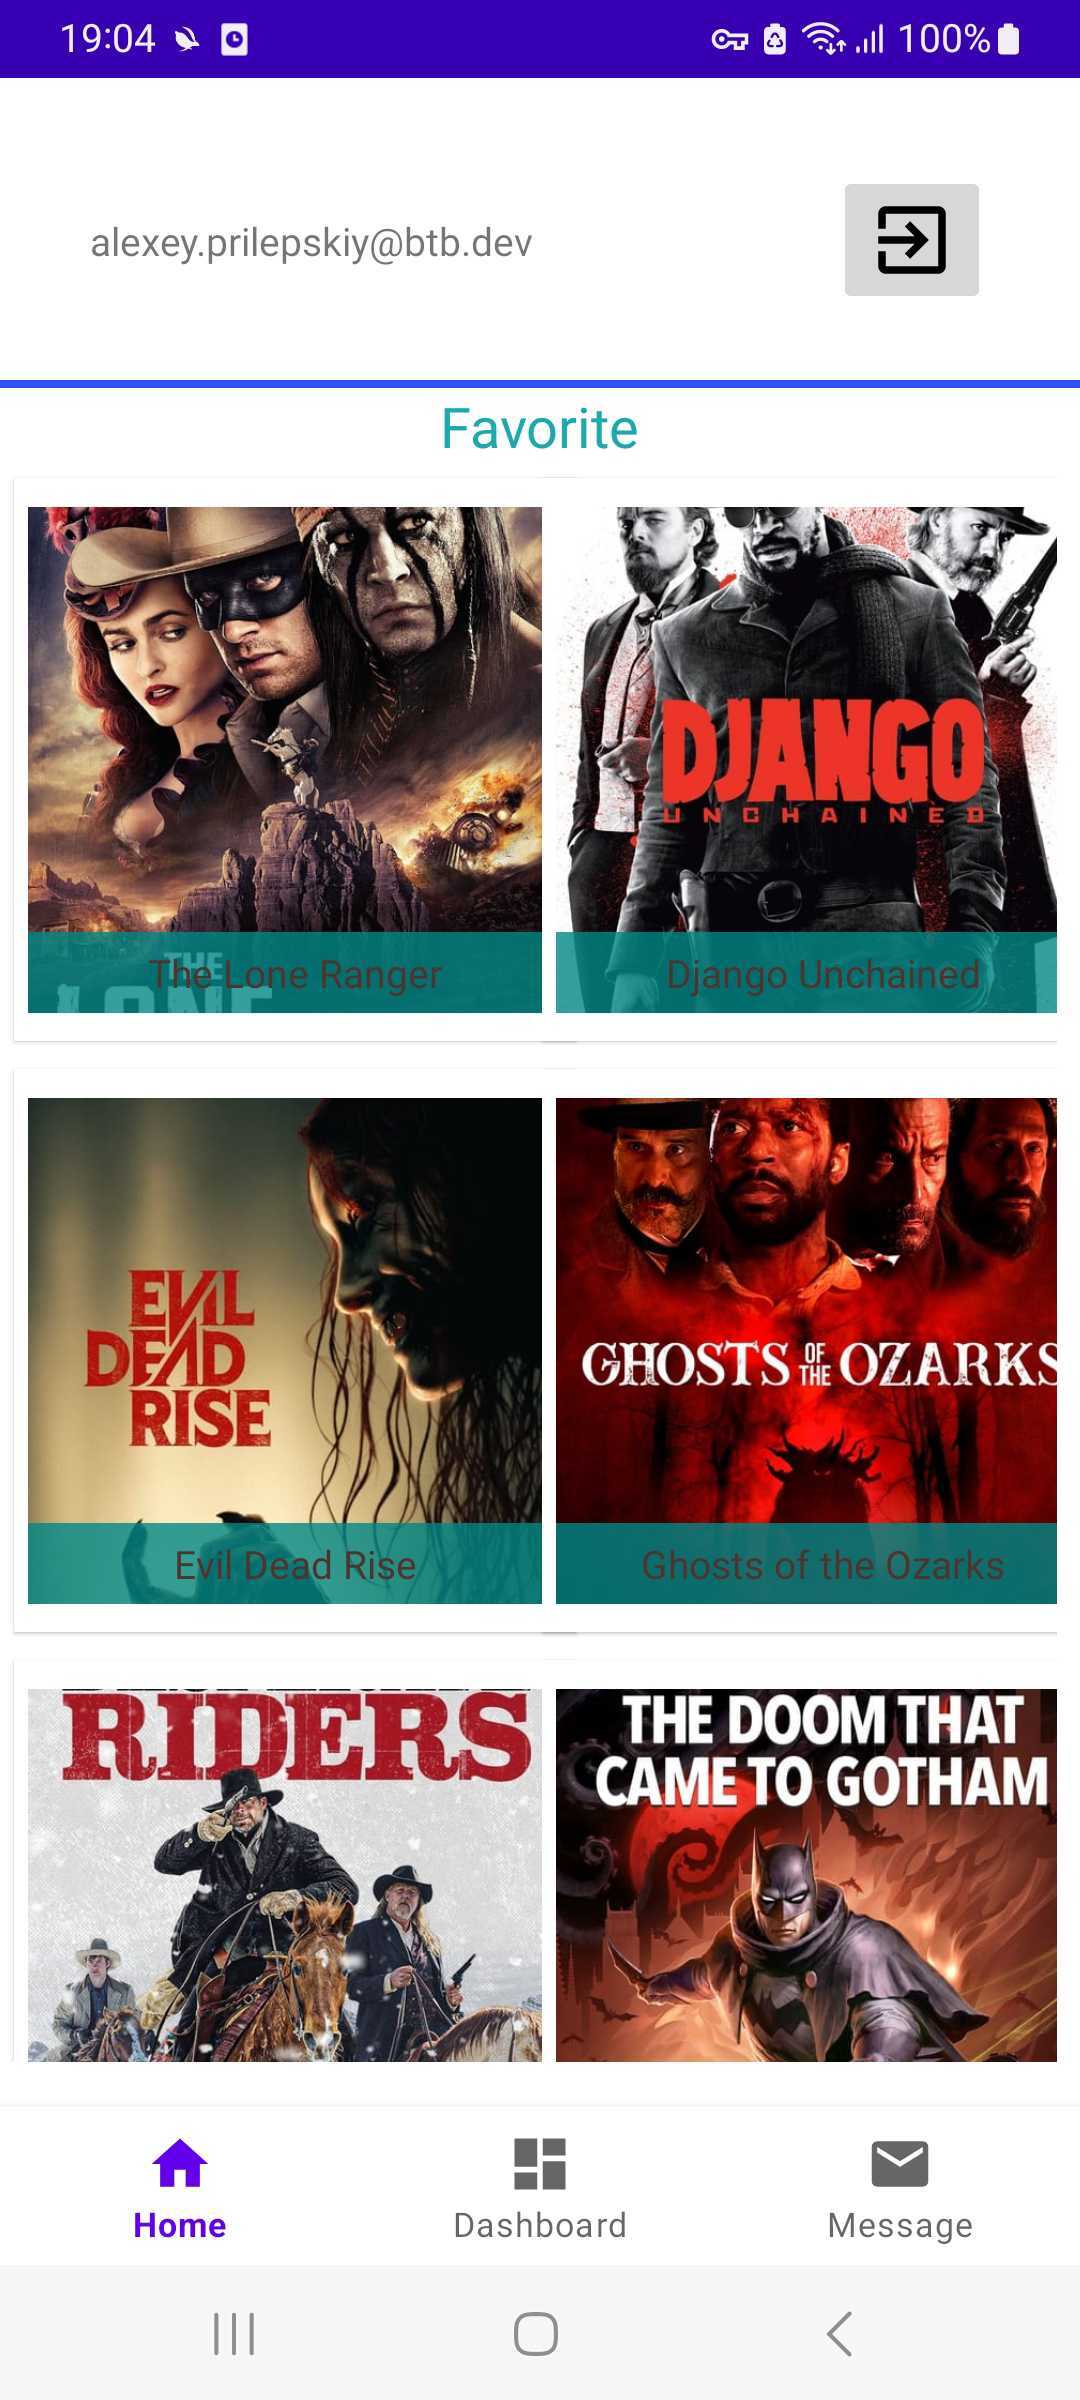 19:04
100%
alexey.prilepskiy@btb.dev
Favorite
DJANGO
UNCHAINED
THE
LONE
The Lone Ranger
Django Unchained
EVIL
DEAD
RISE
GHOSTS OF THE OZARKS
Evil Dead Rise
Ghosts of the Ozarks
RIDERS
THE DOOM THAT
CAME TO GOTHAM
Home
Dashboard
Message